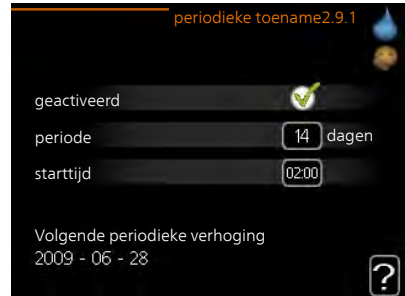 periodieke toename2.9.1
geactiveerd
periode 14 dagen
starttijd 02:00
Volgende periodieke verhoging
2009 - 06 - 28
?